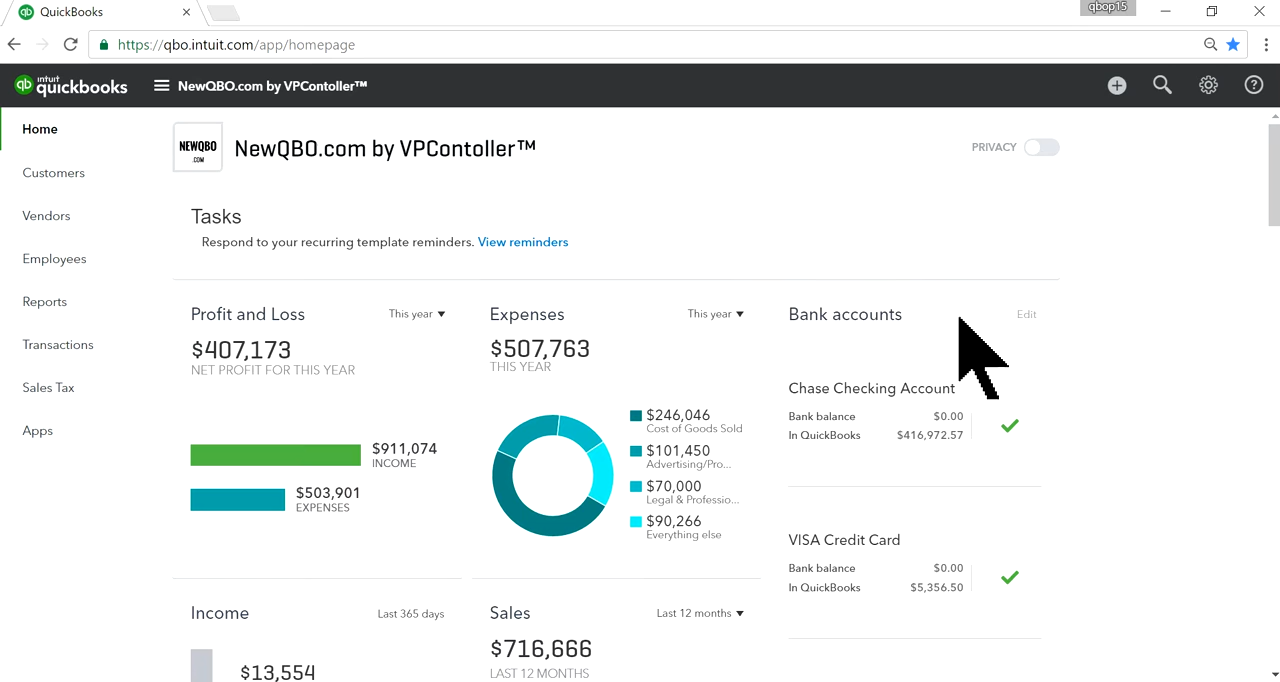 QuickBooks
qbop15
https://qbo.intuit.com/app/homepage
intuit quickbooks
NewQBO.com by VPContoller™
Home
Customers
Vendors
Employees
Reports
Transactions
Sales Tax
Apps
NEWQBO
.COM
NewQBO.com by VPContoller™
PRIVACY
Tasks
Respond to your recurring template reminders. View reminders
Profit and Loss
This year
$407,173
NET PROFIT FOR THIS YEAR
$911,074
INCOME
$503,901
EXPENSES
Expenses
This year
$507,763
THIS YEAR
$246,046
Cost of Goods Sold
$101,450
Advertising/Pro...
$70,000
Legal & Professio...
$90,266
Everything else
Bank accounts
Edit
Chase Checking Account
Bank balance $0.00
In QuickBooks $416,972.57
VISA Credit Card
Bank balance $0.00
In QuickBooks $5,356.50
Income
Last 365 days
$13,554
Sales
Last 12 months
$716,666
LAST 12 MONTHS